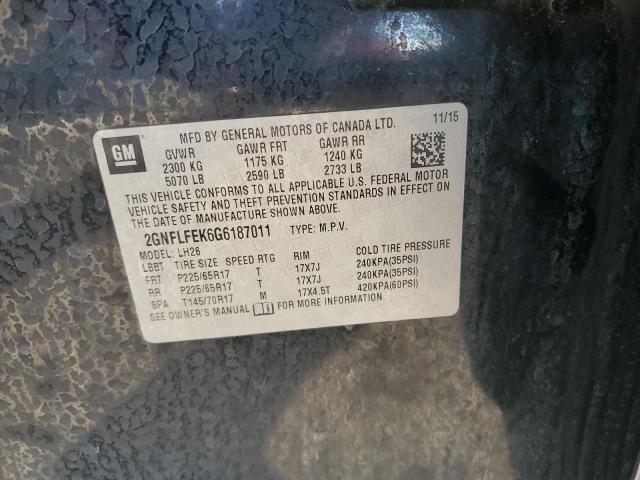 MFD BY GENERAL MOTORS OF CANADA LTD. 11/15
GM
GVWR GAWR FRT GAWR RR
2300 KG 1175 KG 1240 KG
5070 LB 2590 LB 2733 LB
THIS VEHICLE CONFORMS TO ALL APPLICABLE U.S. FEDERAL MOTOR
VEHICLE SAFETY AND THEFT PREVENTION STANDARDS IN EFFECT ON
THE DATE OF MANUFACTURE SHOWN ABOVE.
2GNFLFEK6G6187011 TYPE: M.P.V.
MODEL: LH26
LBBT TIRE SIZE SPEED RTG RIM COLD TIRE PRESSURE
FRT P225/65R17 T 17X7J 240KPA(35PSI)
RR P225/65R17 T 17X7J 240KPA(35PSI)
SPA T145/70R17 M 17X4.5T 420KPA(60PSI)
SEE OWNER'S MANUAL FOR MORE INFORMATION.